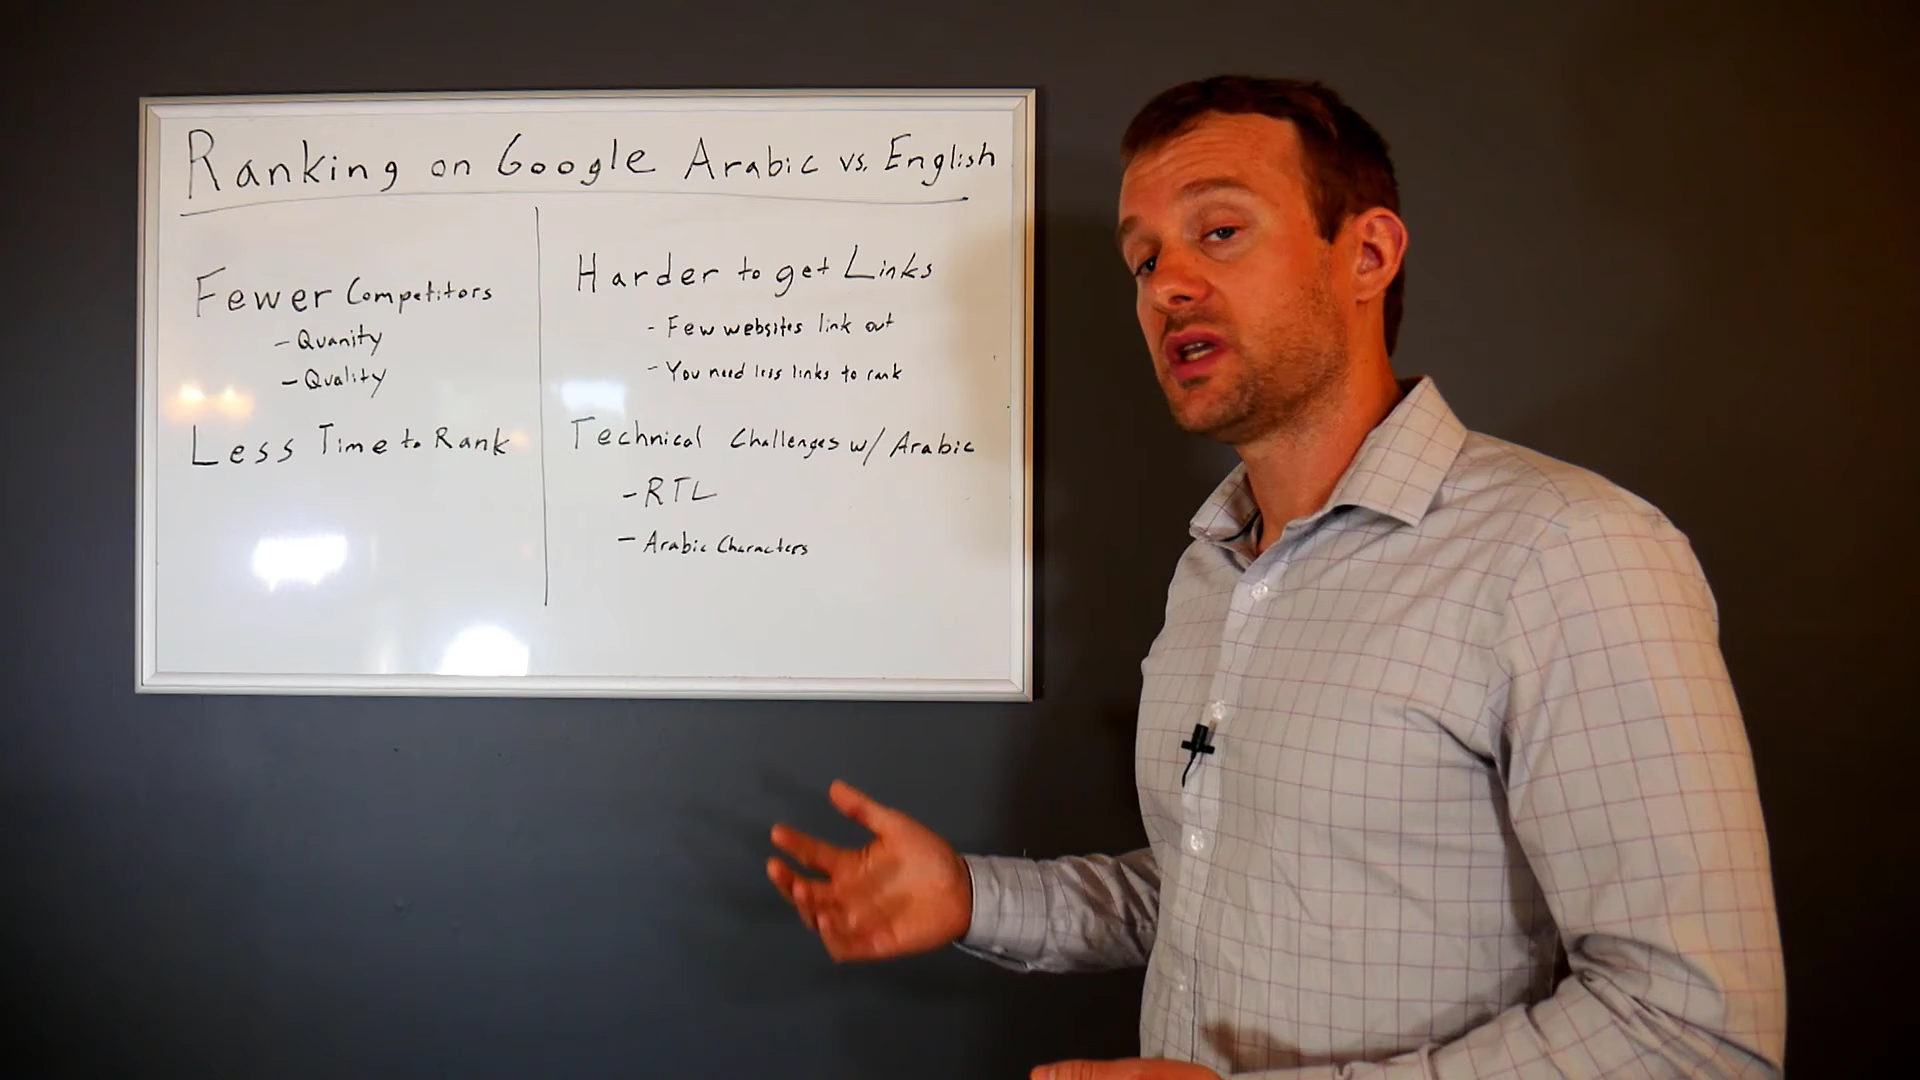 Ranking on Google Arabic vs. English
Fewer Competitors
- Quanity
- Quality
Less Time to Rank
Harder to get Links
- Few websites link out
- You need less links to rank
Technical Challenges w/ Arabic
- RTL
- Arabic Characters